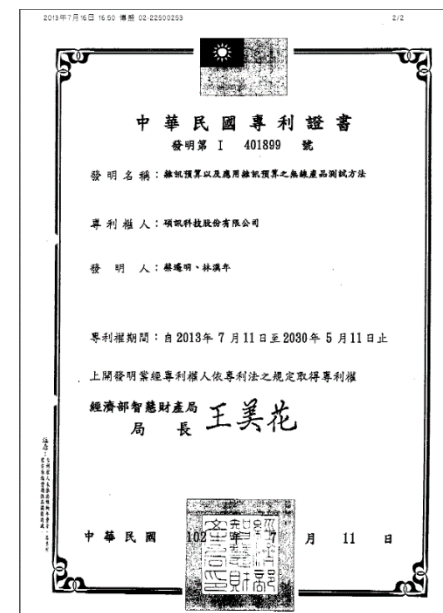 2013年7月16日 16:50 傳照 02-22500253 2/2
中華民國專利證書
發明第 I 401899 號
發明名稱：雜訊預算以及應用雜訊預算之無線產品測試方法
專利權人：碩訊科技股份有限公司
發明人：蔡遙明、林漢年
專利權期間：自2013年7月11日至2030年5月11日止
上開發明業經專利權人依專利法之規定取得專利權
經濟部智慧財產局
局長 王美花
中華民國 102 年 7 月 11 日